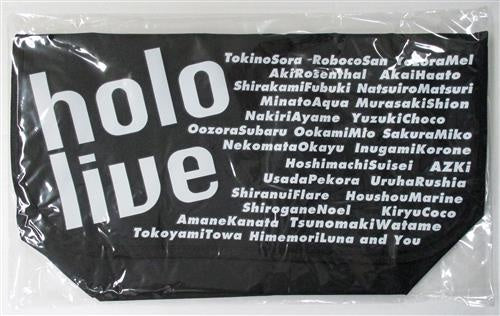 holo
live
TokinoSora RobocoSan YozoraMel
AkiRosenthal AkaiHaato
ShirakamiFubuki NatsuiroMatsuri
MinatoAqua MurasakiShion
NakiriAyame YuzukiChoco
OozoraSubaru OokamiMIo SakuraMiko
NekomataOkayu InugamiKorone
HoshimachiSuisei AZKi
UsadaPekora UruhaRushia
ShiranuiFlare HoushouMarine
ShiroganeNoel KiryuCoco
AmaneKanata TsunomakiWatame
TokoyamiTowa HimemoriLuna and You